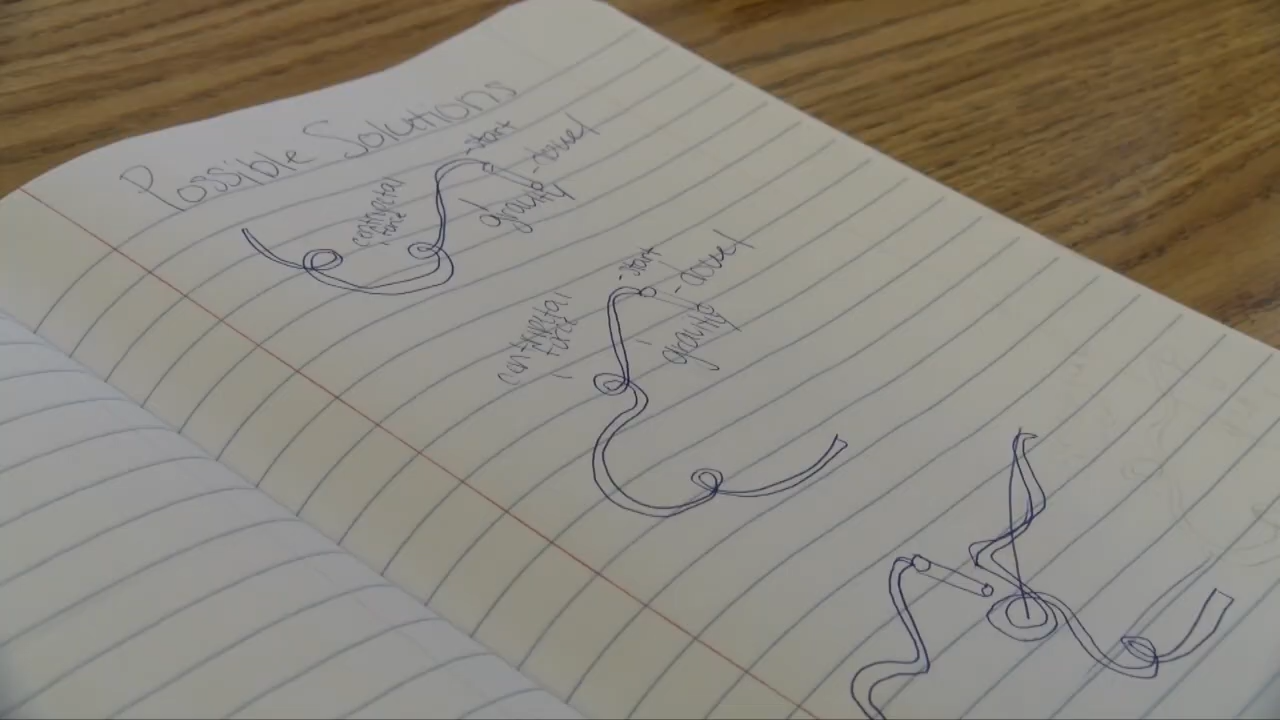 Possible Solutions
-start
-dowel
gravity
centripetal
force
-start
-dowel
gravity
centripetal
force